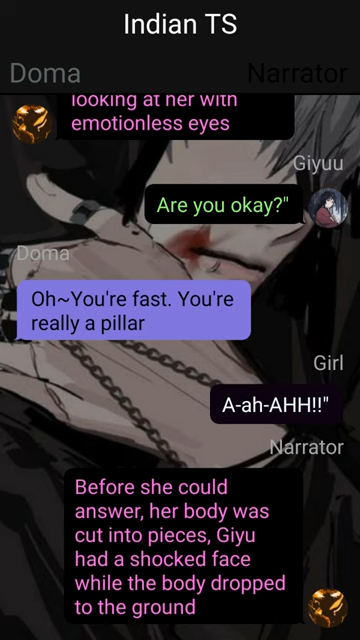 Indian TS
Doma
Narrator
looking at her with
emotionless eyes
Giyuu
Are you okay?"
Doma
Oh~You're fast. You're
really a pillar
Girl
A-ah-AHH!!"
Narrator
Before she could
answer, her body was
cut into pieces, Giyu
had a shocked face
while the body dropped
to the ground